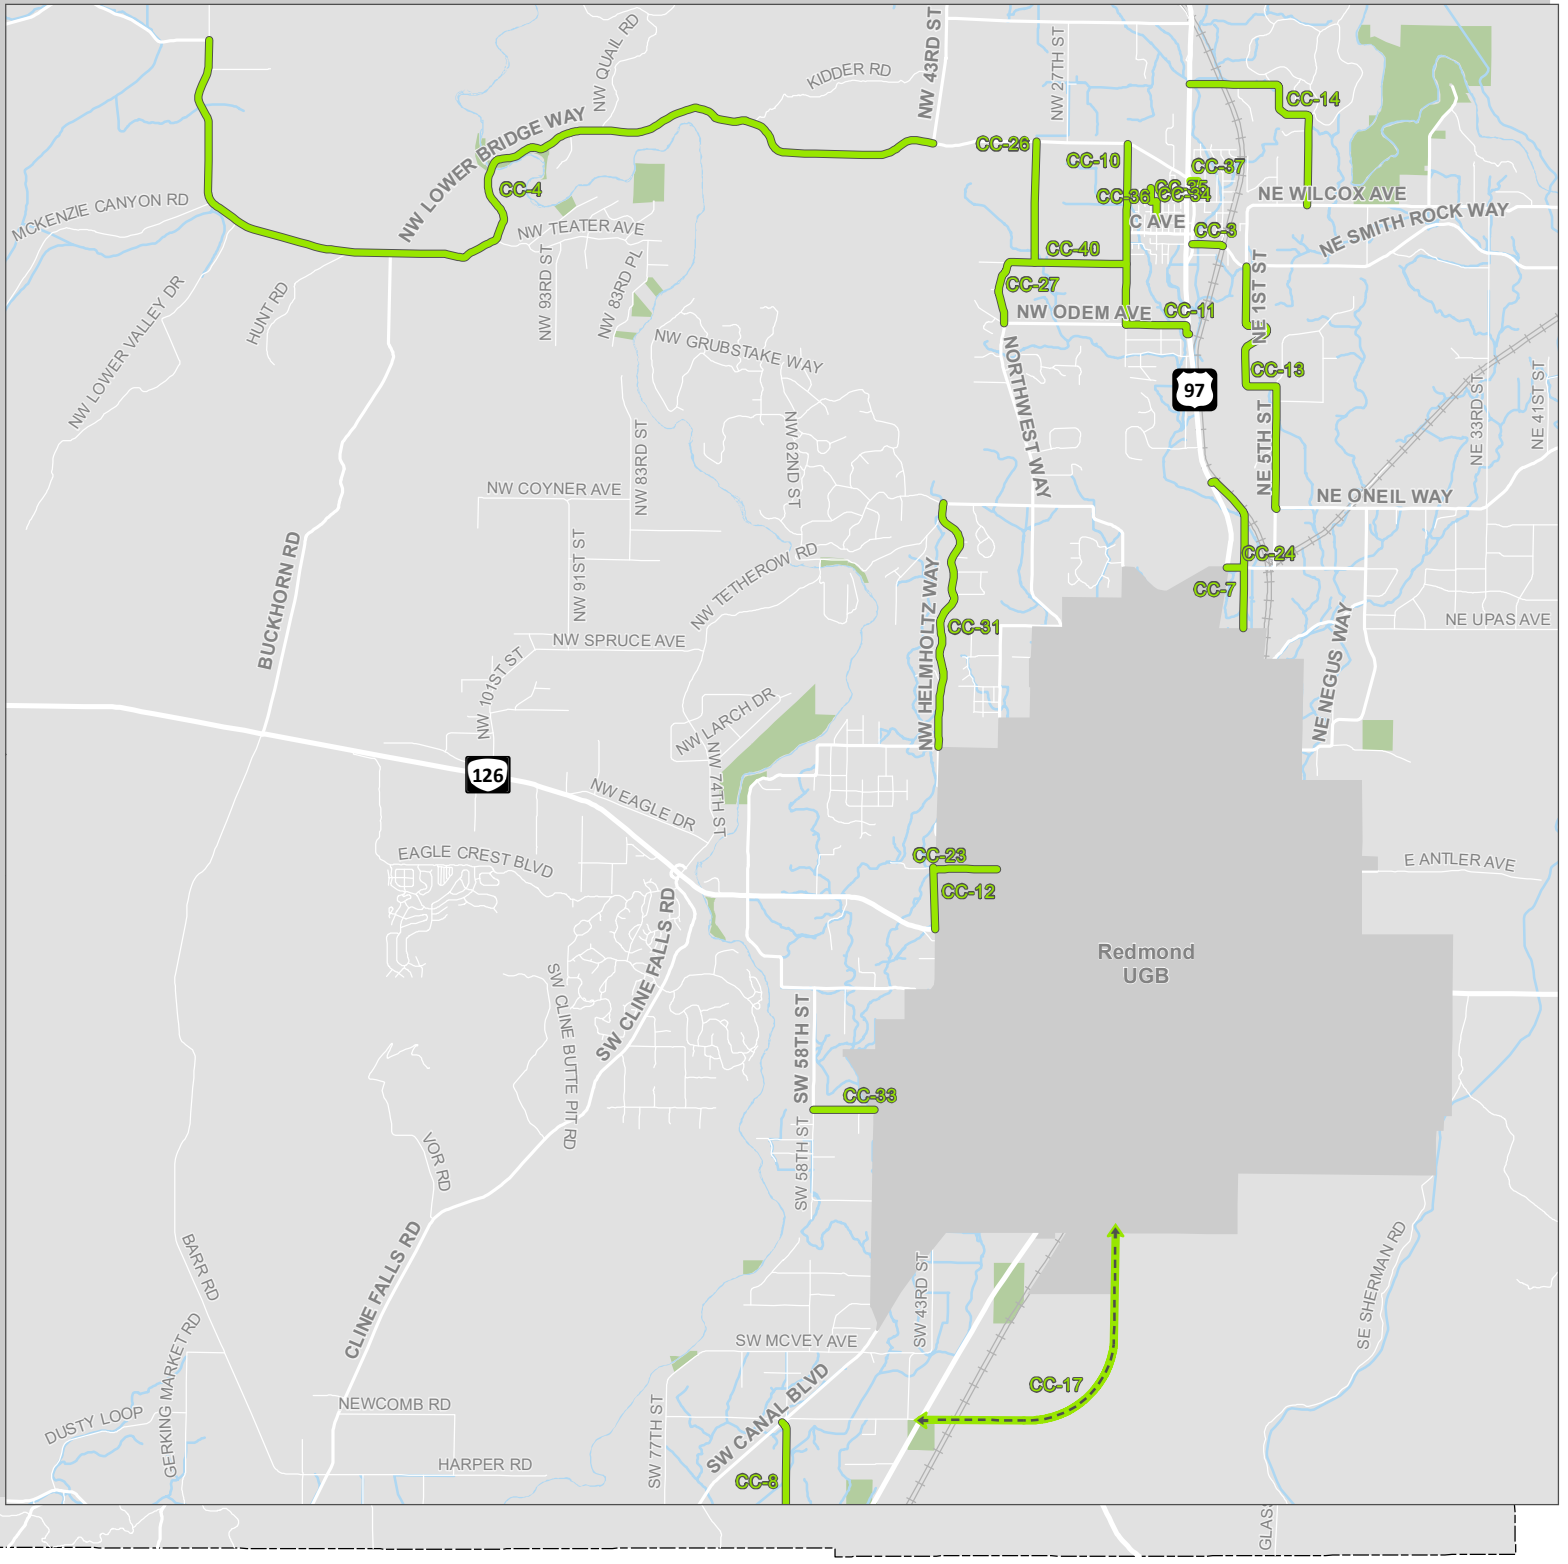 NW QUAIL RD
NW 43RD ST
NW 27TH ST
KIDDER RD
CC-14
NW LOWER BRIDGE WAY
CC-26
CC-10
CC-37
CC-4
CC-36
CC-35
CC-34
NE WILCOX AVE
MCKENZIE CANYON RD
NW TEATER AVE
C AVE
CC-3
NE SMITH ROCK WAY
CC-40
NW 93RD ST
NW 83RD PL
CC-27
NE 1ST ST
NW LOWER VALLEY DR
HUNT RD
NW ODEM AVE
CC-11
NW GRUBSTAKE WAY
CC-13
97
NORTHWEST WAY
NE 33RD ST
NE 41ST ST
NW 62ND ST
NW 83RD ST
NE 5TH ST
NW COYNER AVE
NE ONEIL WAY
BUCKHORN RD
NW 91ST ST
NW TETHEROW RD
CC-24
CC-7
NW HELMHOLTZ WAY
CC-31
NE UPAS AVE
NW SPRUCE AVE
NE NEGUS WAY
NW 101ST ST
NW LARCH DR
126
NW 74TH ST
NW EAGLE DR
EAGLE CREST BLVD
CC-23
CC-12
E ANTLER AVE
SW CLINE FALLS RD
Redmond
UGB
SW CLINE BUTTE PIT RD
SW 58TH ST
CC-33
SW 58TH ST
VOR RD
BARR RD
CLINE FALLS RD
SW 43RD ST
SE SHERMAN RD
GERKING MARKET RD
SW MCVEY AVE
CC-17
NEWCOMB RD
DUSTY LOOP
SW 77TH ST
SW CANAL BLVD
HARPER RD
CC-8
GLAS